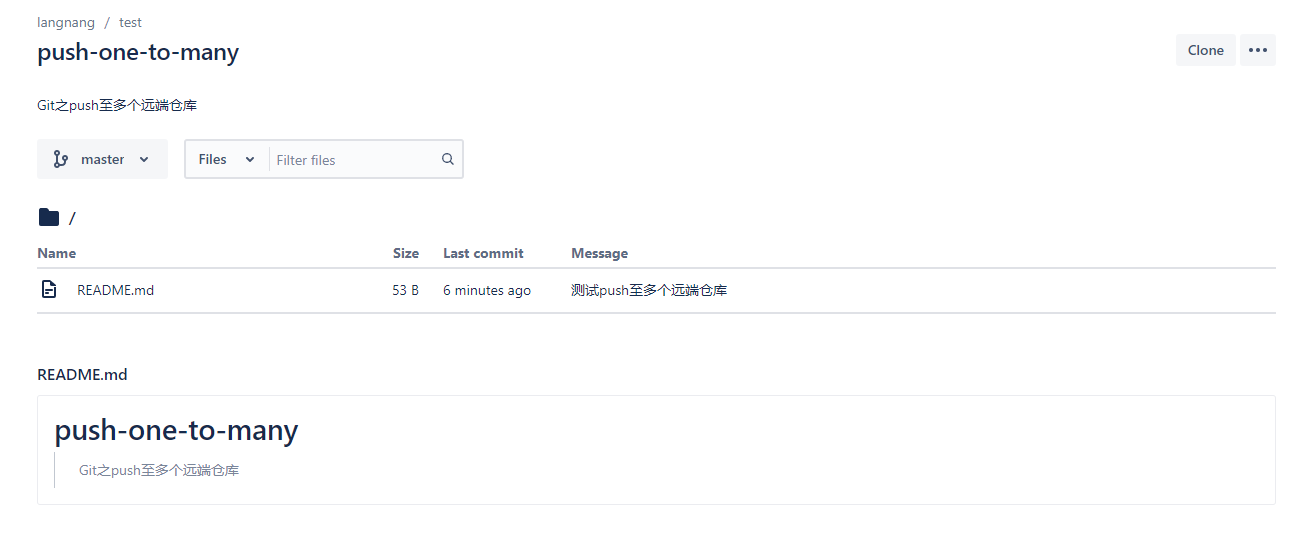 langnang / test
push-one-to-many
Clone
Git之push至多个远端仓库
master
Files
Filter files
/
Name Size Last commit Message
README.md 53 B 6 minutes ago 测试push至多个远端仓库
README.md
push-one-to-many
Git之push至多个远端仓库